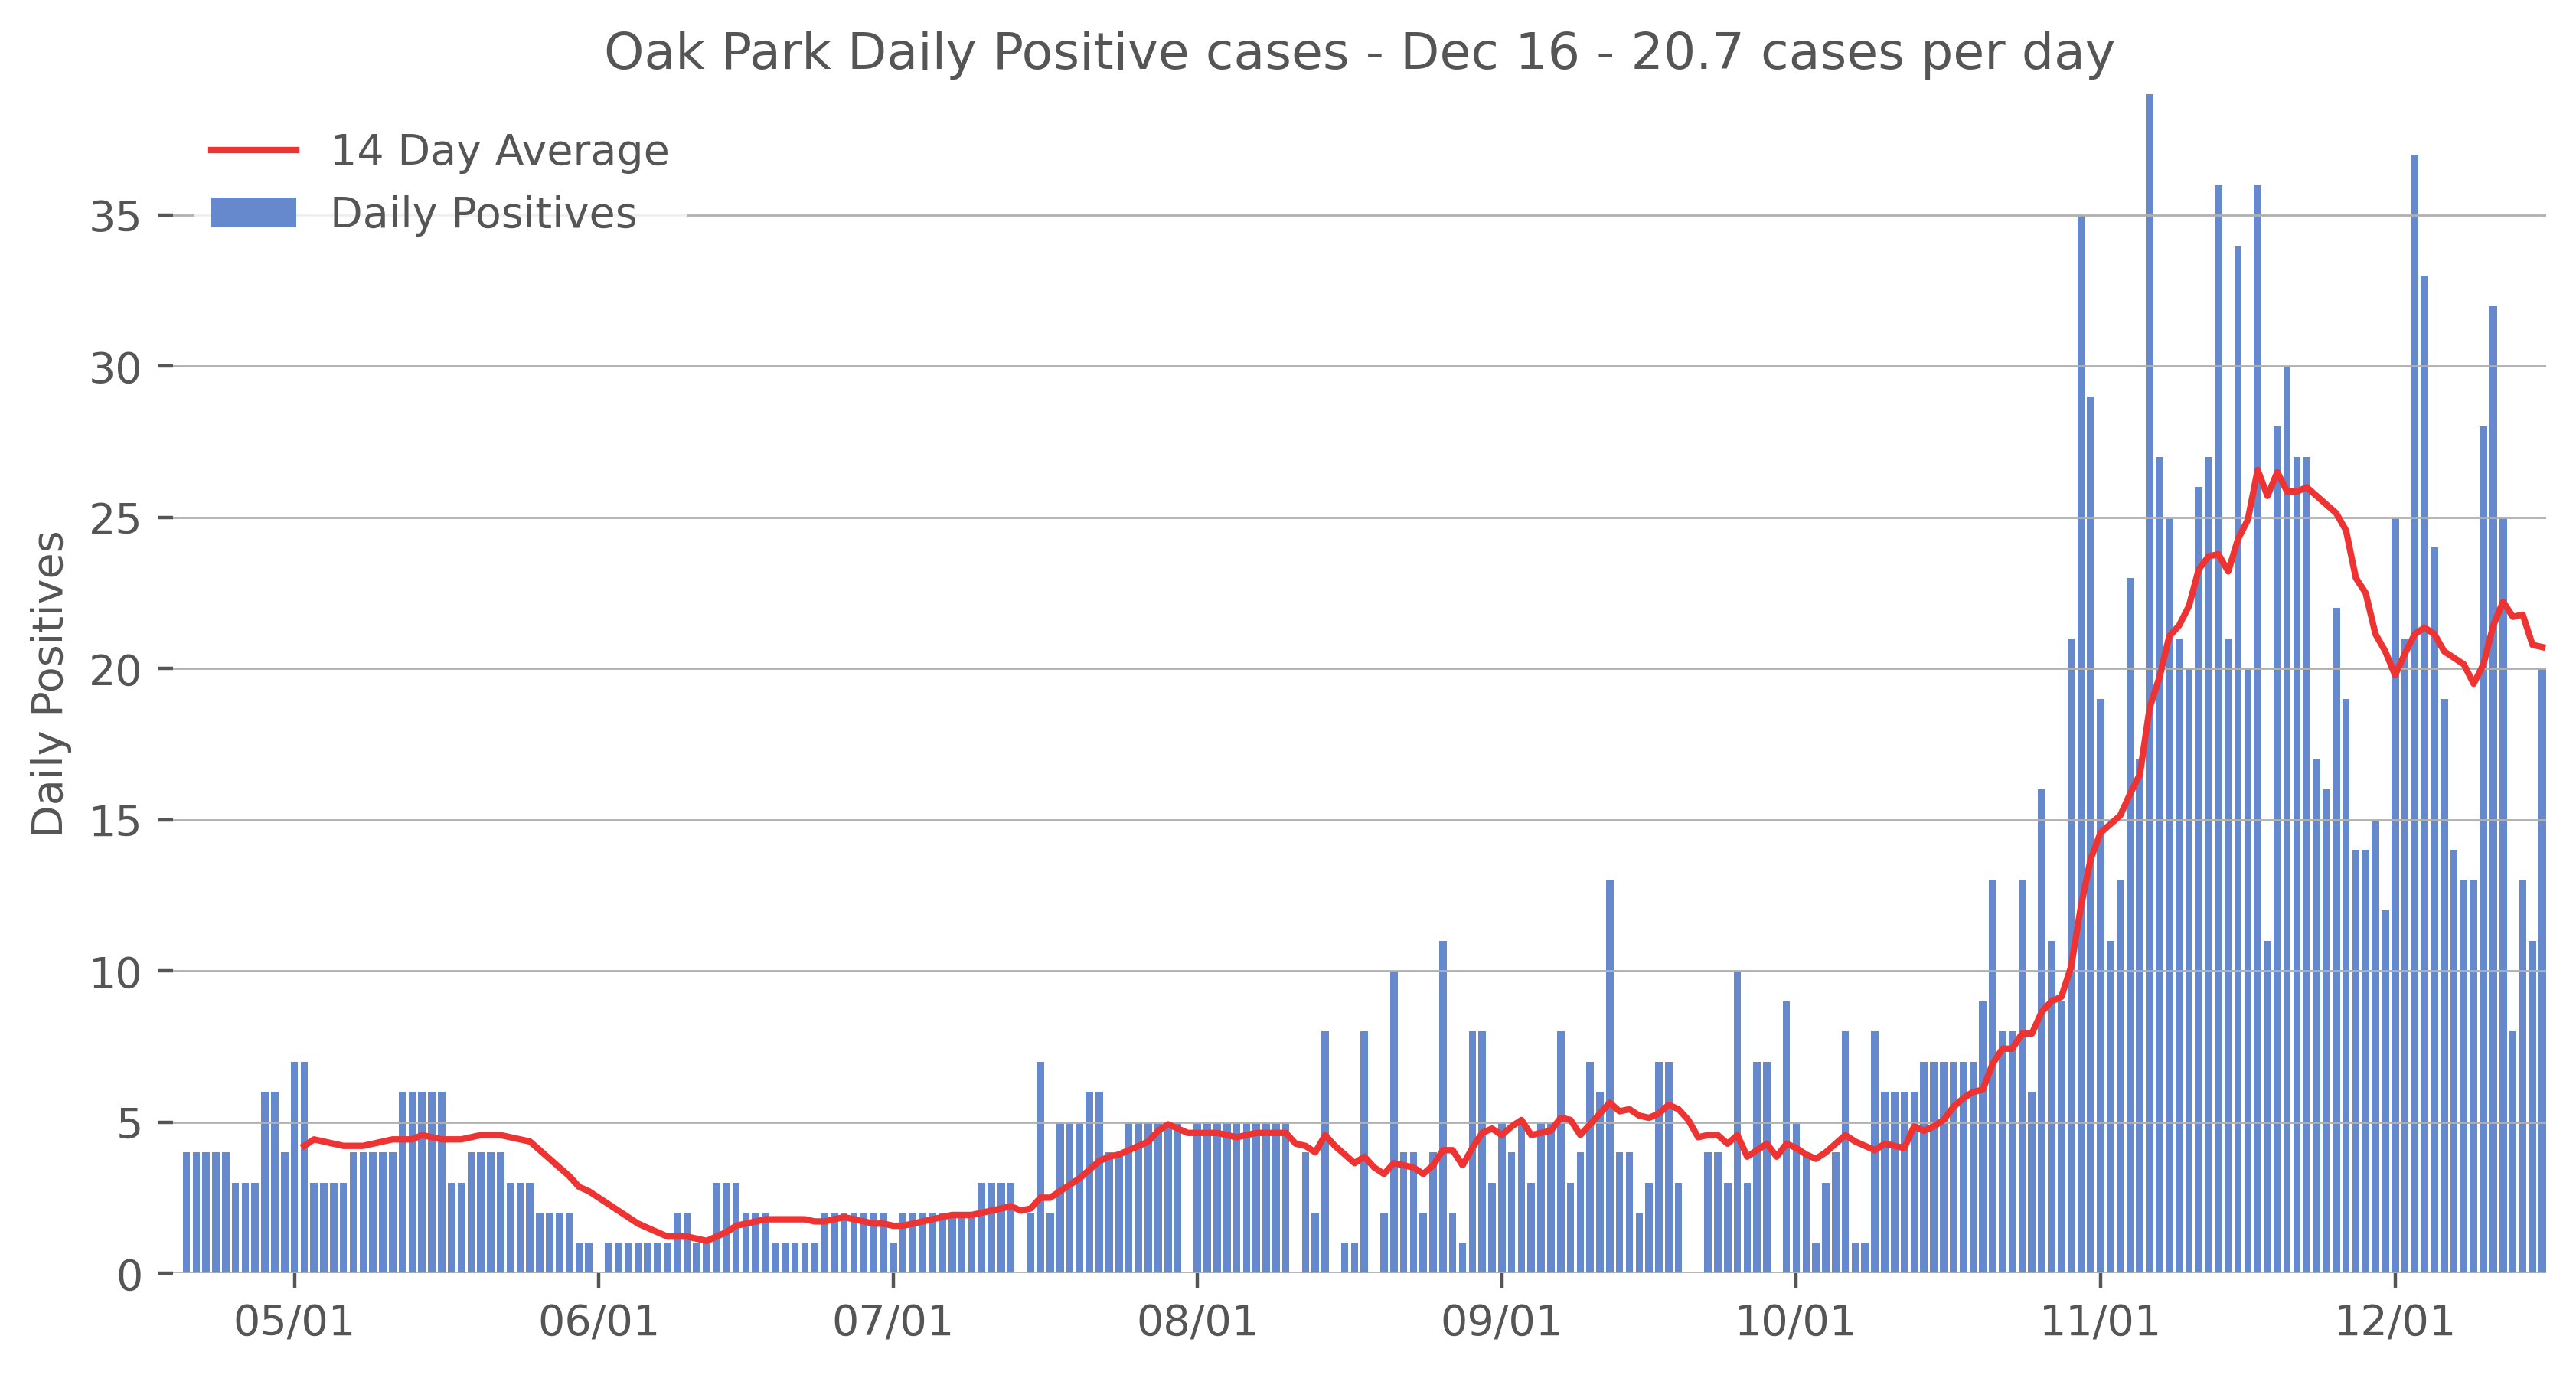 Oak Park Daily Positive cases - Dec 16 - 20.7 cases per day
14 Day Average
Daily Positives
Daily Positives
35
30
25
20
15
10
5
0
05/01 06/01 07/01 08/01 09/01 10/01 11/01 12/01